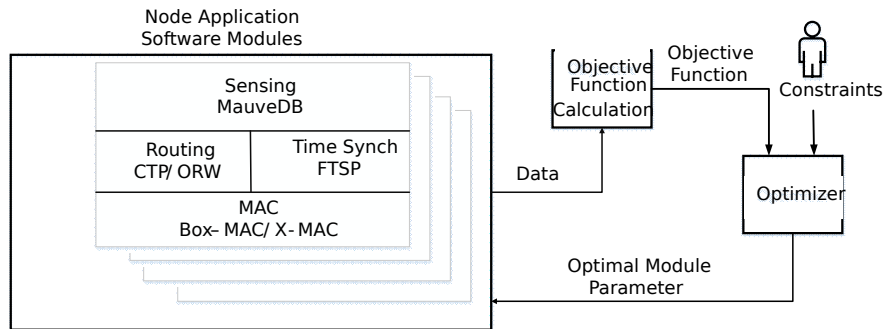 Node Application
Software Modules
Sensing
MauveDB
Routing
CTP/ ORW
Time Synch
FTSP
MAC
Box– MAC/ X- MAC
Data
Objective
Function
Calculation
Objective
Function
Constraints
Optimizer
Optimal Module
Parameter